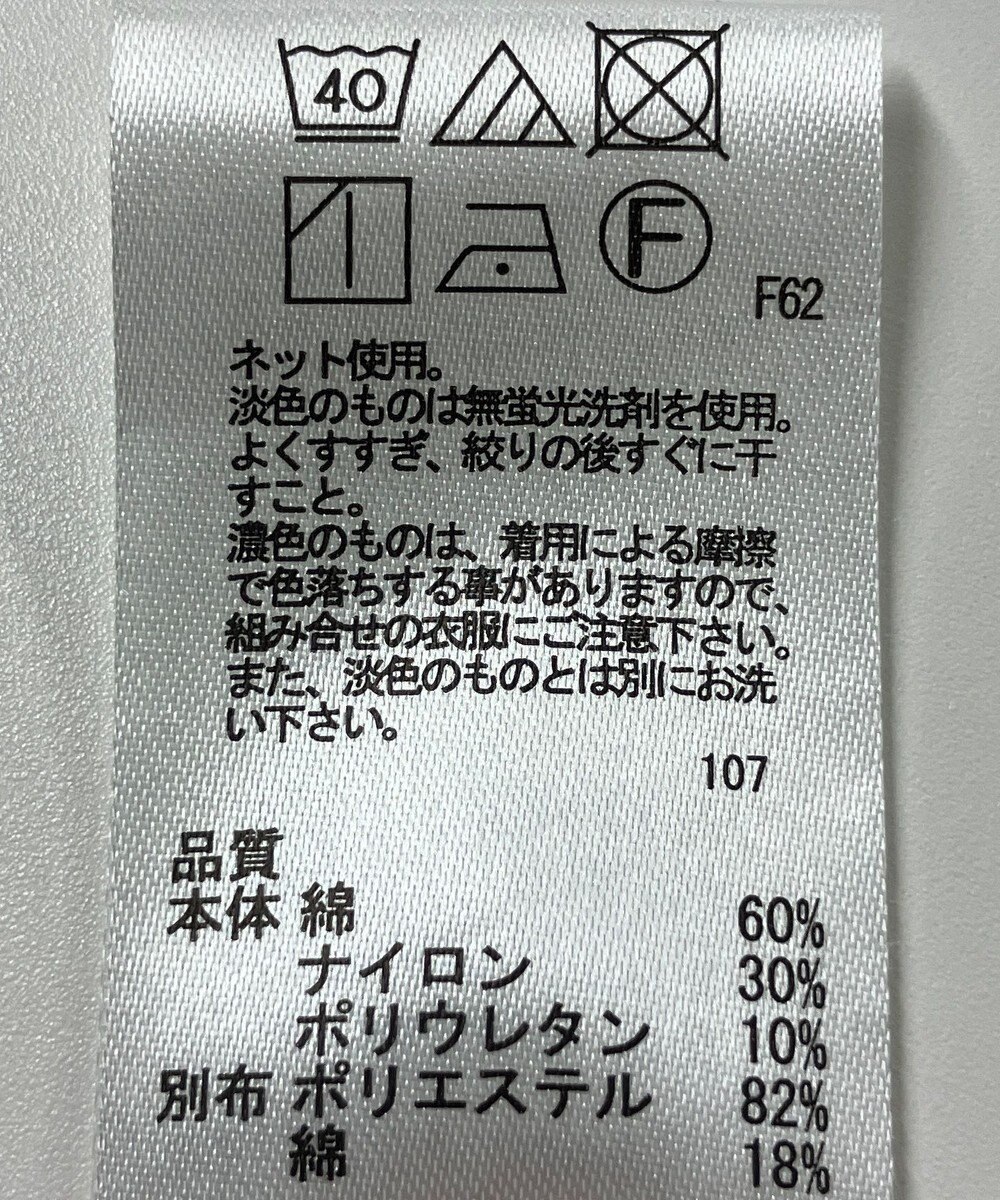 40
F
F62
ネット使用。
淡色のものは無蛍光洗剤を使用。
よくすすぎ、絞りの後すぐに干
すこと。
濃色のものは、着用による摩擦
で色落ちする事がありますので、
組み合せの衣服にご注意下さい。
また、淡色のものとは別にお洗
い下さい。
107
品質
本体 綿 60%
ナイロン 30%
ポリウレタン 10%
別布 ポリエステル 82%
綿 18%